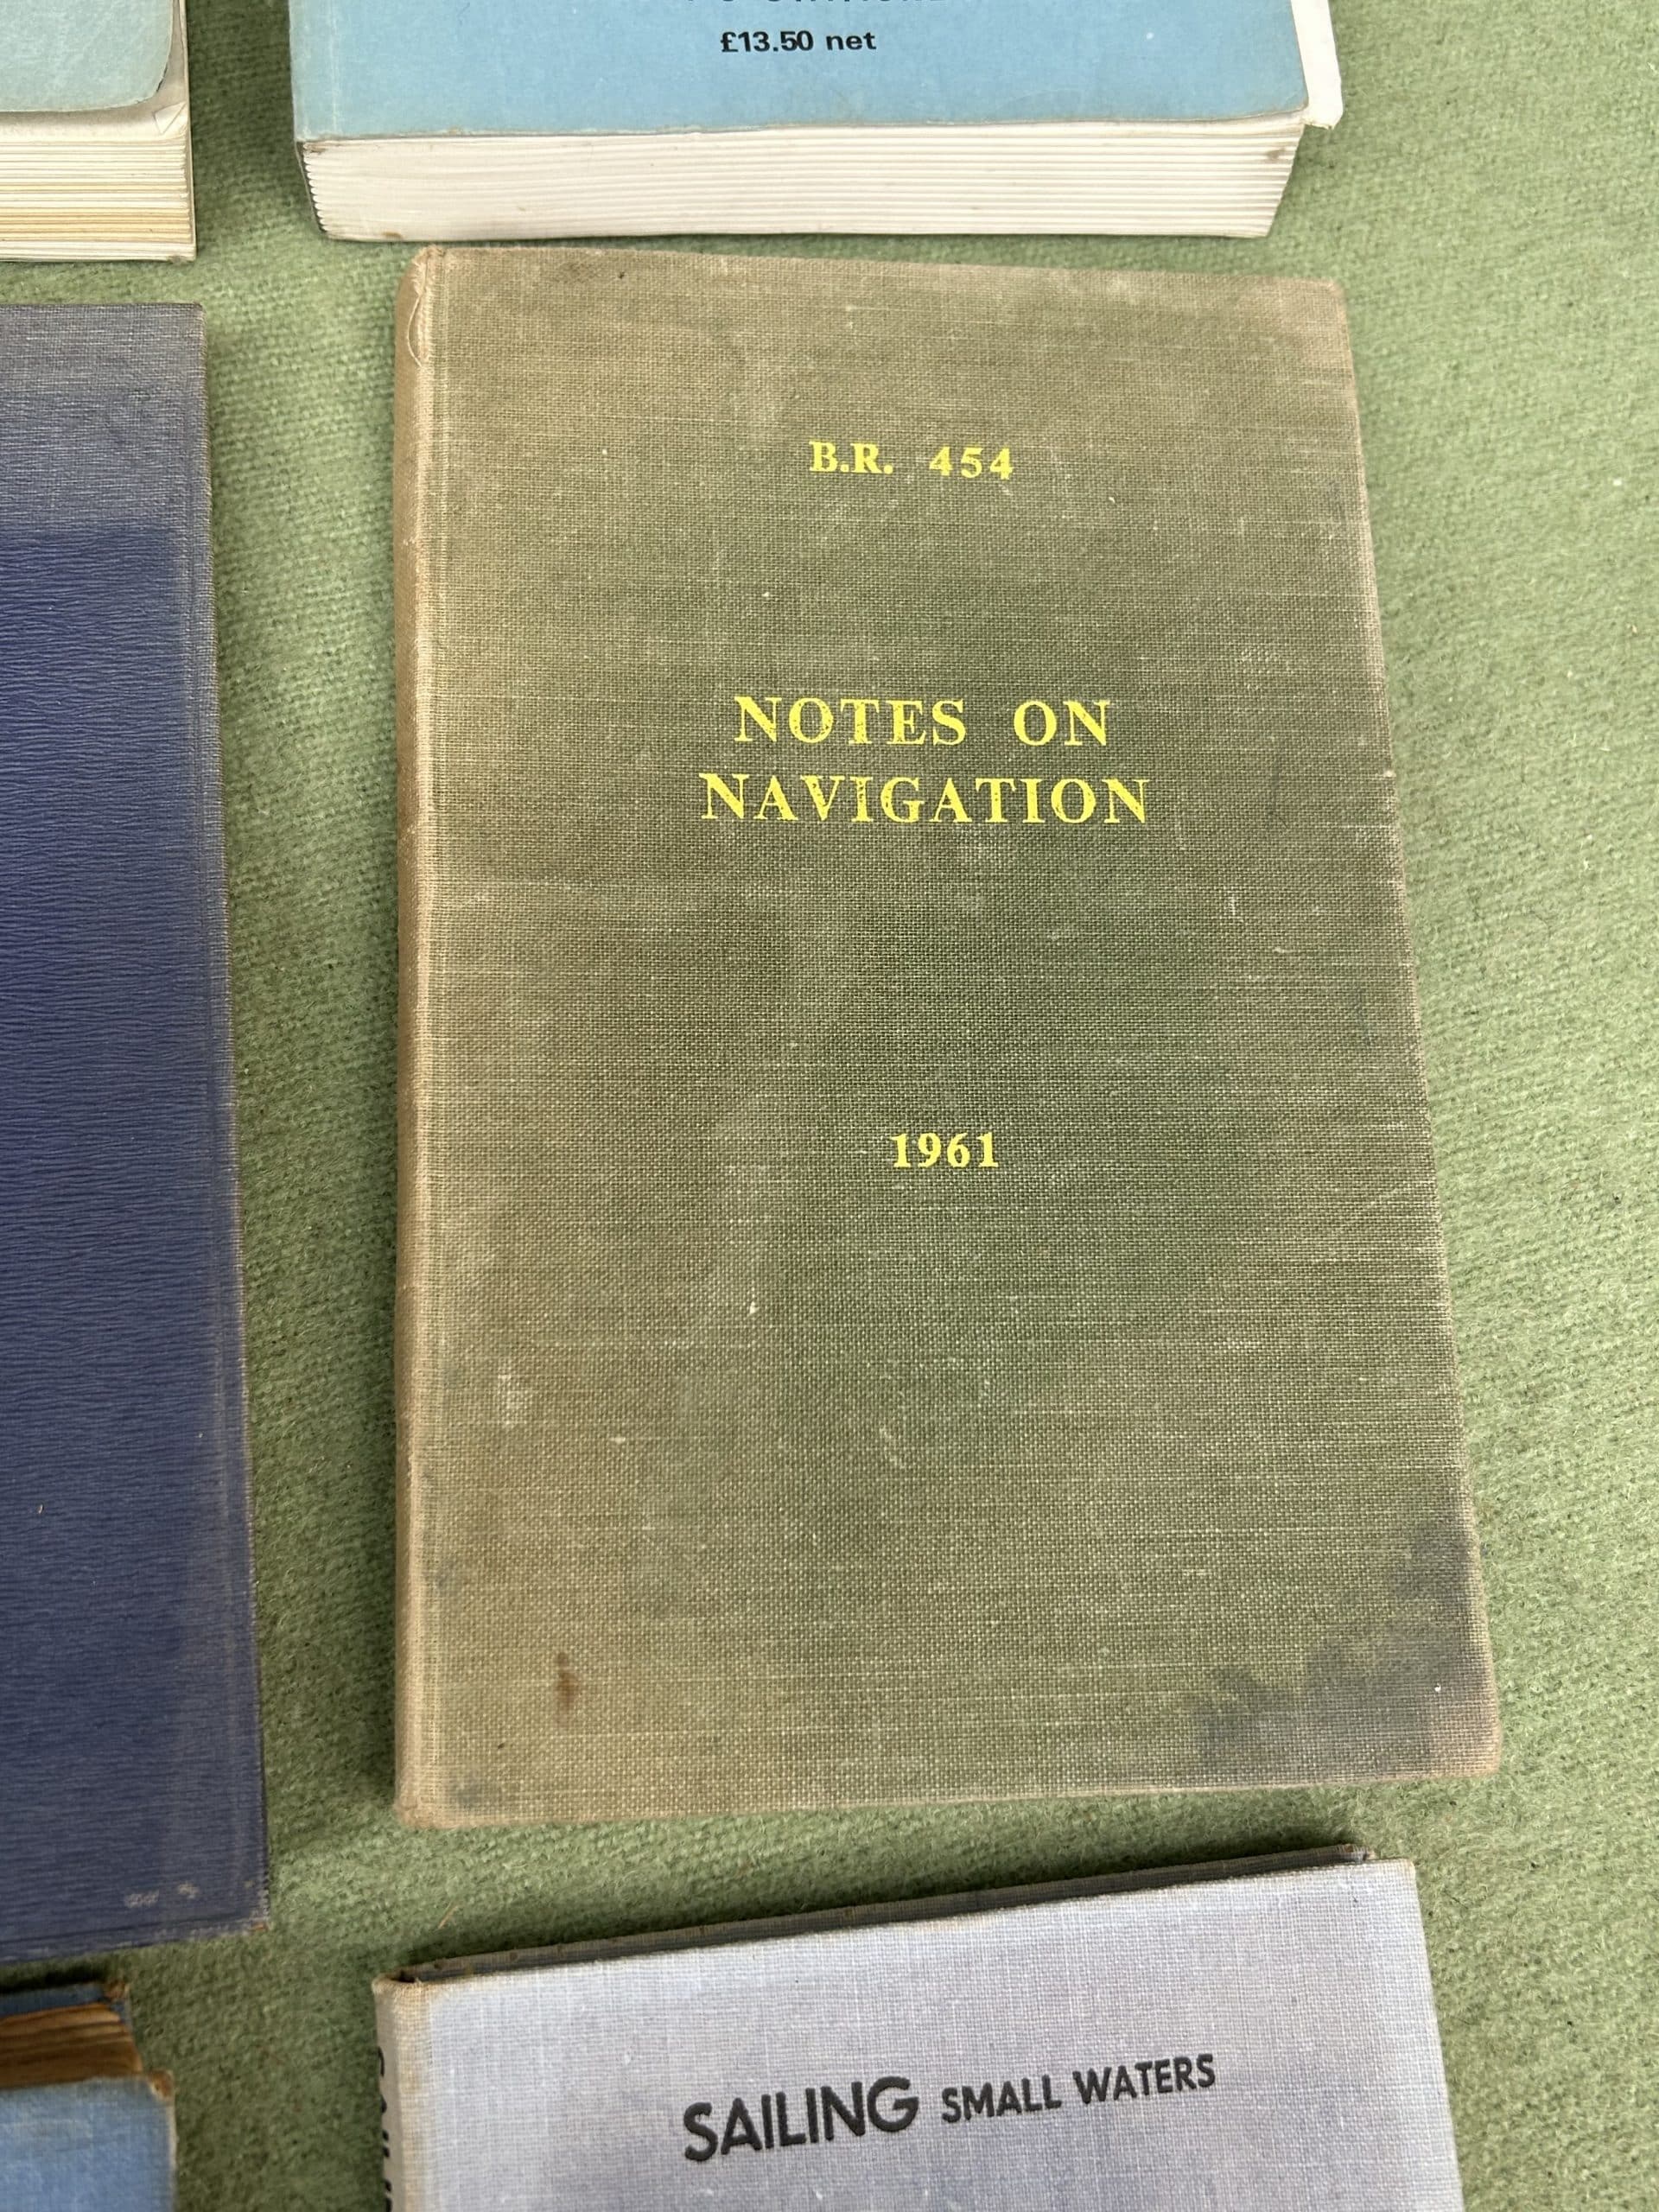 £13.50 net
B.R. 454
NOTES ON
NAVIGATION
1961
SAILING SMALL WATERS